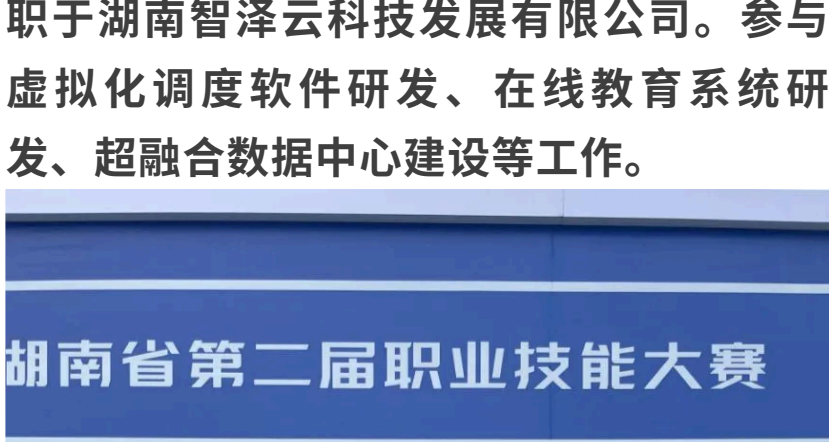 职于湖南智泽云科技发展有限公司。参与
虚拟化调度软件研发、在线教育系统研
发、超融合数据中心建设等工作。
湖南省第二届职业技能大赛